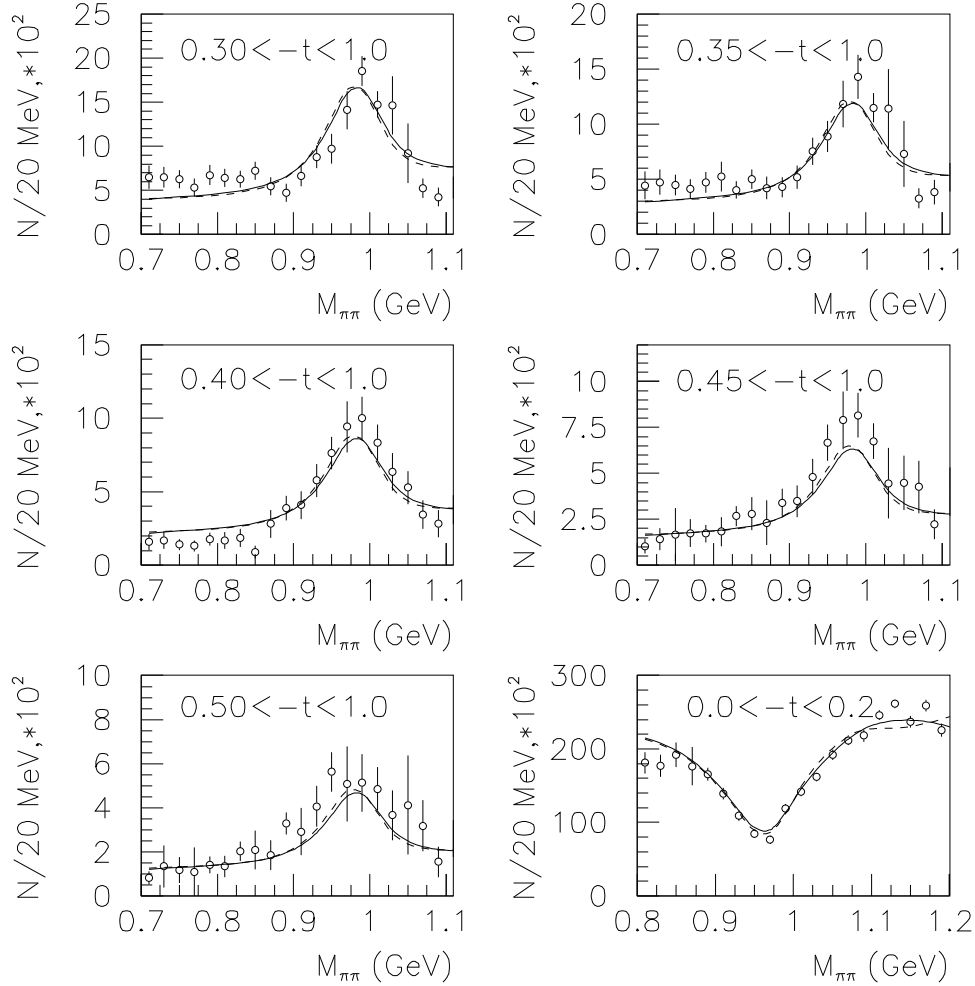 N/20 MeV,*10²
0.30<-t<1.0
25
20
15
10
5
0
0.7 0.8 0.9 1 1.1
M_ππ (GeV)
N/20 MeV,*10²
0.35<-t<1.0
20
15
10
5
0
0.7 0.8 0.9 1 1.1
M_ππ (GeV)
N/20 MeV,*10²
0.40<-t<1.0
15
10
5
0
0.7 0.8 0.9 1 1.1
M_ππ (GeV)
N/20 MeV,*10²
0.45<-t<1.0
10
7.5
5
2.5
0
0.7 0.8 0.9 1 1.1
M_ππ (GeV)
N/20 MeV,*10²
0.50<-t<1.0
10
8
6
4
2
0
0.7 0.8 0.9 1 1.1
M_ππ (GeV)
N/20 MeV,*10²
0.0<-t<0.2
300
200
100
0
0.8 0.9 1 1.1 1.2
M_ππ (GeV)